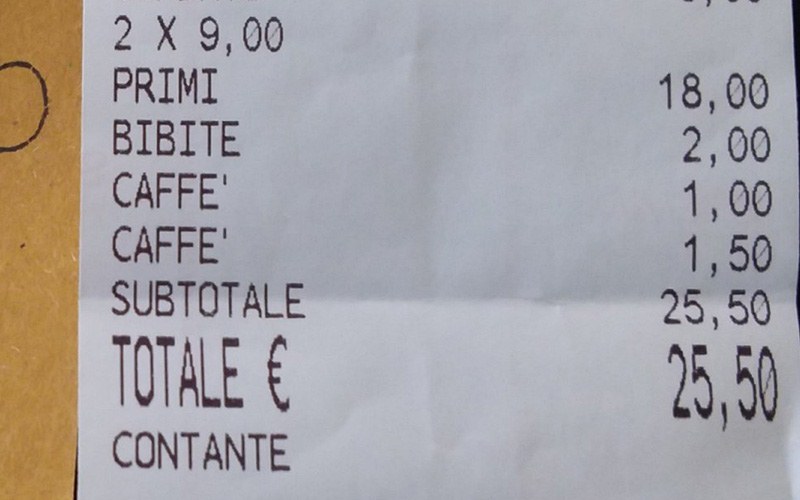 2 X 9,00
PRIMI 18,00
BIBITE 2,00
CAFFE' 1,00
CAFFE' 1,50
SUBTOTALE 25,50
TOTALE € 25,50
CONTANTE